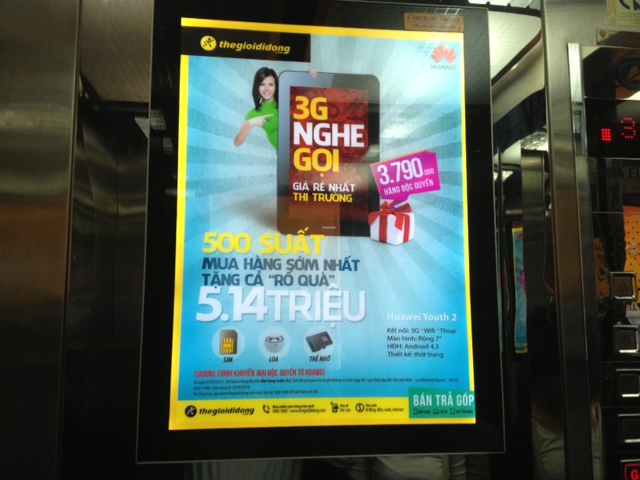 thegioididong
HUAWEI
3G
NGHE
GỌI
GIÁ RẺ NHẤT
THỊ TRƯỜNG
3.790.000
HÀNG ĐỘC QUYỀN
500 SUẤT
MUA HÀNG SỚM NHẤT
TẶNG CẢ "RỔ QUÀ"
5.14TRIỆU
Huawei Youth 2
Kết nối: 3G - Wifi - Thoại
Màn hình: Rộng 7"
HĐH: Android 4.3
Thiết kế: thời trang
SIM
LOA
THẺ NHỚ
CHƯƠNG TRÌNH KHUYẾN MẠI ĐỘC QUYỀN TỪ HUAWEI
thegioididong
BÁN TRẢ GÓP
3